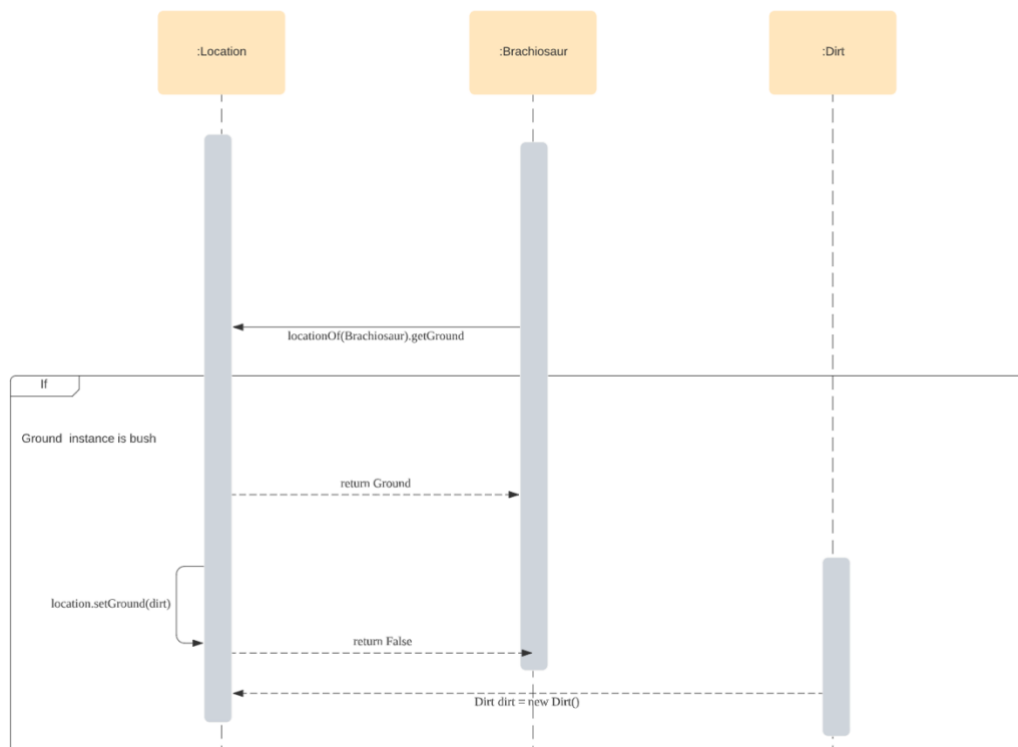 :Location
:Brachiosaur
:Dirt
locationOf(Brachiosaur).getGround
If
Ground instance is bush
return Ground
location.setGround(dirt)
return False
Dirt dirt = new Dirt()